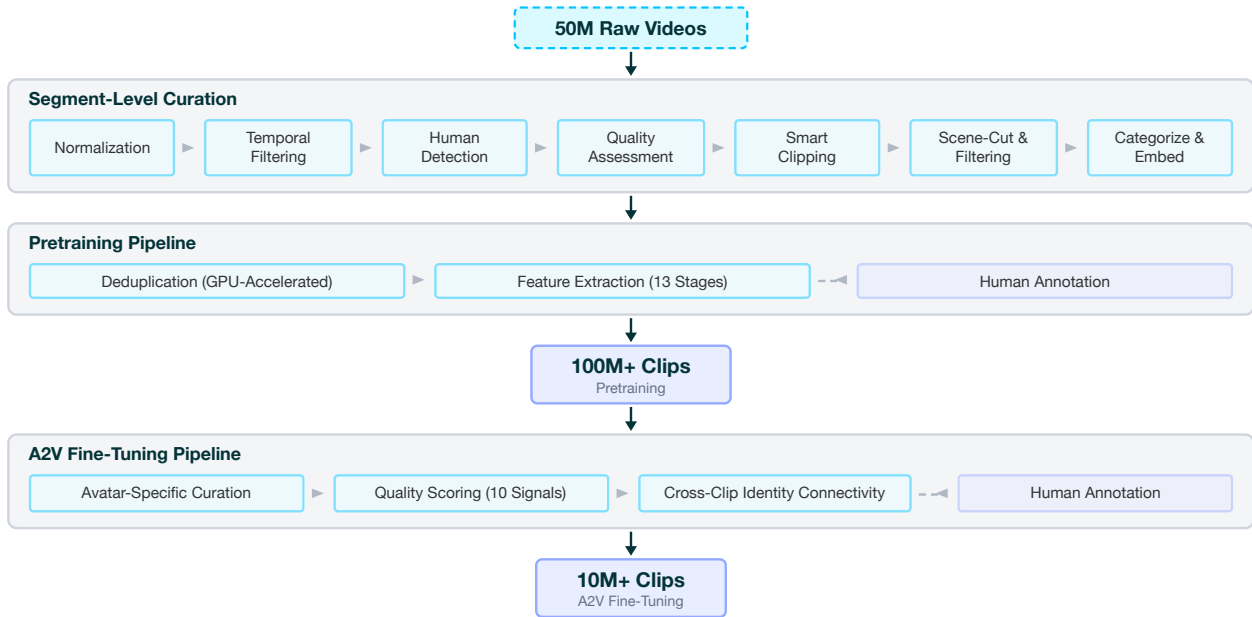 50M Raw Videos
Segment-Level Curation
Normalization
Temporal
Filtering
Human
Detection
Quality
Assessment
Smart
Clipping
Scene-Cut &
Filtering
Categorize &
Embed
Pretraining Pipeline
Deduplication (GPU-Accelerated)
Feature Extraction (13 Stages)
Human Annotation
100M+ Clips
Pretraining
A2V Fine-Tuning Pipeline
Avatar-Specific Curation
Quality Scoring (10 Signals)
Cross-Clip Identity Connectivity
Human Annotation
10M+ Clips
A2V Fine-Tuning